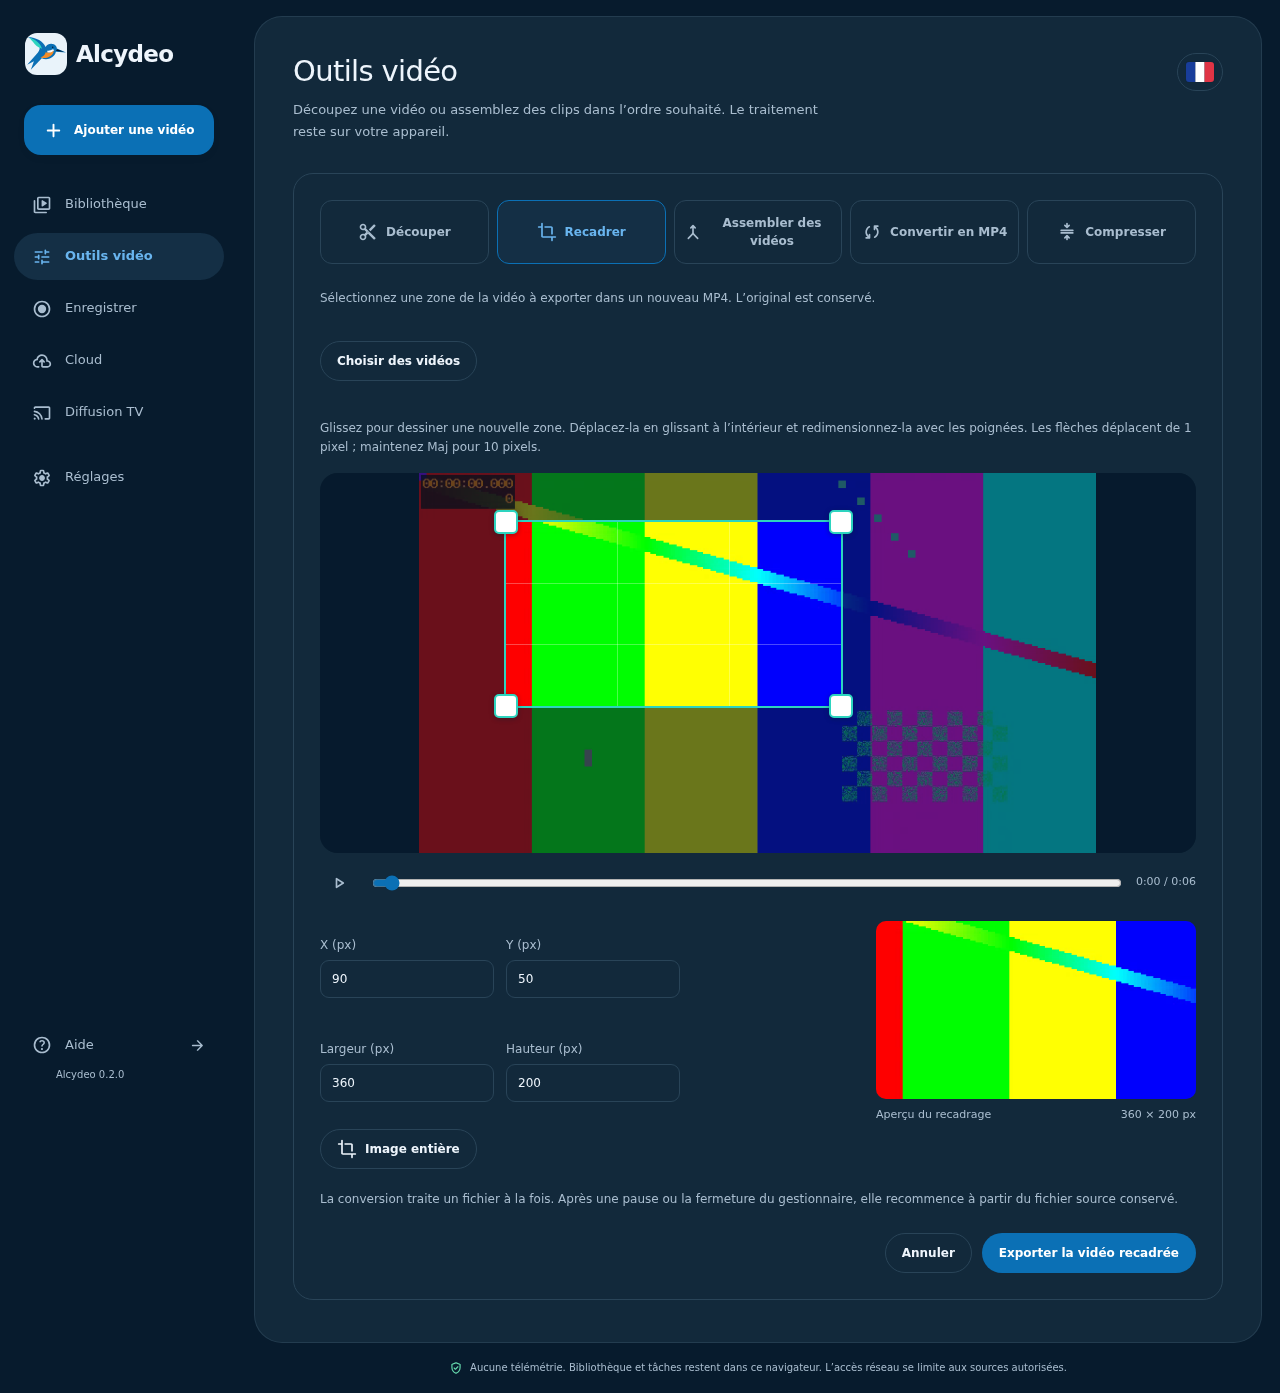 Alcydeo
Ajouter une vidéo
Bibliothèque
Outils vidéo
Enregistrer
Cloud
Diffusion TV
Réglages
Aide
Alcydeo 0.2.0
Outils vidéo
Découpez une vidéo ou assemblez des clips dans l’ordre souhaité. Le traitement
reste sur votre appareil.
Découper
Recadrer
Assembler des
vidéos
Convertir en MP4
Compresser
Sélectionnez une zone de la vidéo à exporter dans un nouveau MP4. L’original est conservé.
Choisir des vidéos
Glissez pour dessiner une nouvelle zone. Déplacez-la en glissant à l’intérieur et redimensionnez-la avec les poignées. Les flèches déplacent de 1
pixel ; maintenez Maj pour 10 pixels.
00:00:00.000
0
0:00 / 0:06
X (px)
Y (px)
90
50
Largeur (px)
Hauteur (px)
360
200
Aperçu du recadrage
360 × 200 px
Image entière
La conversion traite un fichier à la fois. Après une pause ou la fermeture du gestionnaire, elle recommence à partir du fichier source conservé.
Annuler
Exporter la vidéo recadrée
Aucune télémétrie. Bibliothèque et tâches restent dans ce navigateur. L’accès réseau se limite aux sources autorisées.